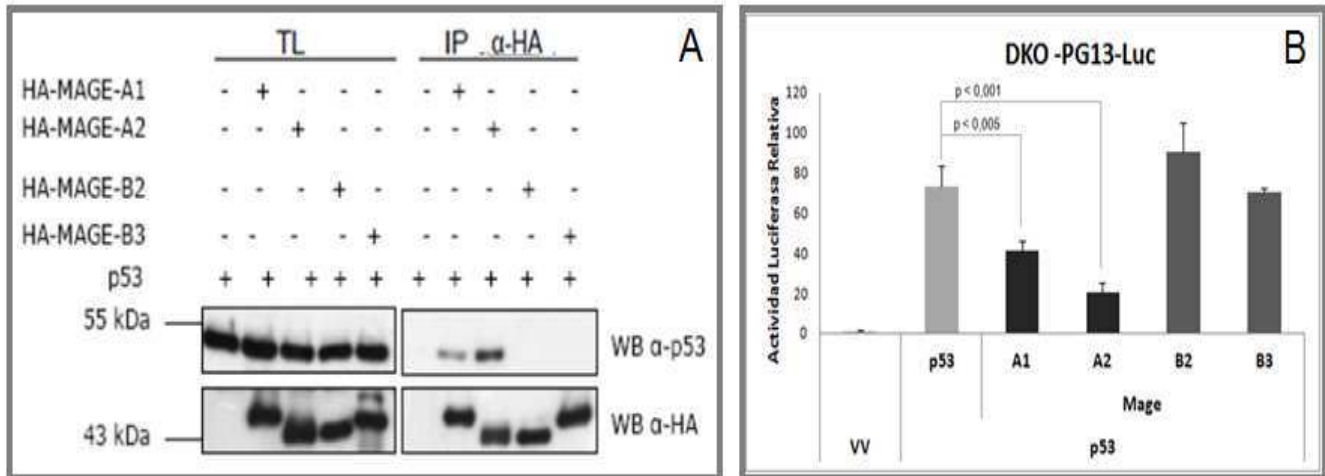 A
TL IP α-HA
HA-MAGE-A1 - + - - - - + - - -
HA-MAGE-A2 - - + - - - - + - -
HA-MAGE-B2 - - - + - - - - + -
HA-MAGE-B3 - - - - + - - - - +
p53 + + + + + + + + + +
55 kDa
WB α-p53
43 kDa
WB α-HA
B
DKO -PG13-Luc
Actividad Luciferasa Relativa
120
100
80
60
40
20
0
p < 0,001
p < 0,005
p53 A1 A2 B2 B3
Mage
VV p53